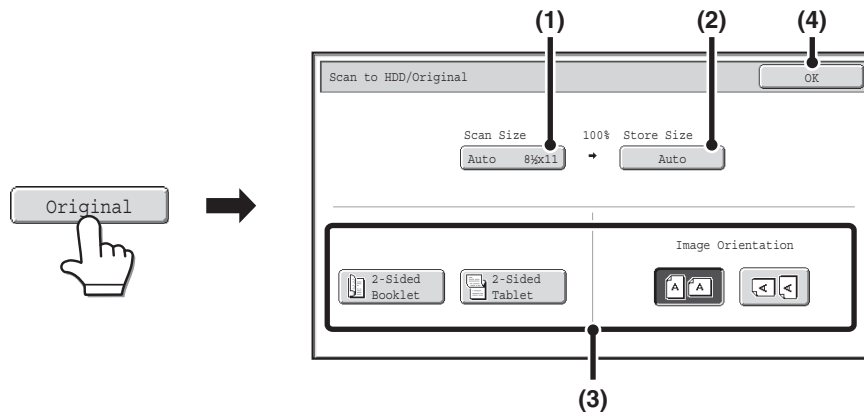 (1) (2) (4)
Scan to HDD/Original OK
Scan Size 100% Store Size
Auto 8½x11 Auto
Original
Image Orientation
2-Sided
Booklet
2-Sided
Tablet
A A A A
(3)